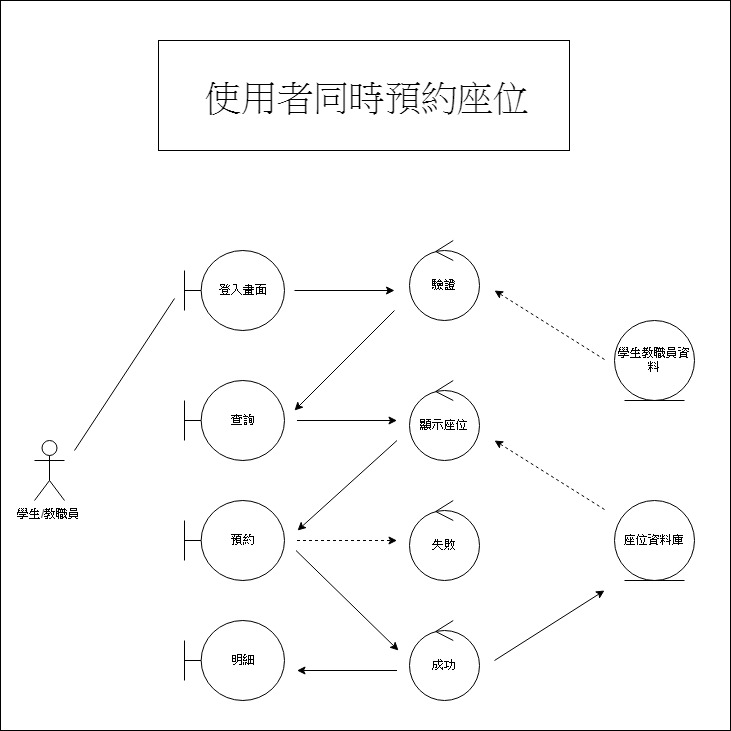 使用者同時預約座位
登入畫面
驗證
學生教職員資
料
查詢
顯示座位
學生/教職員
預約
失敗
座位資料庫
明細
成功